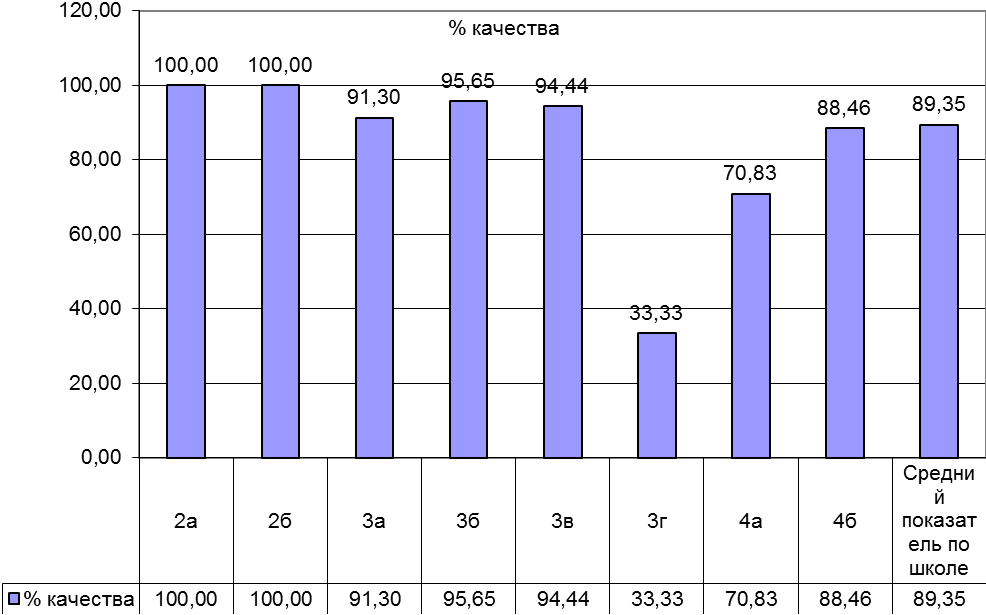 % качества
120,00
100,00
80,00
60,00
40,00
20,00
0,00
100,00
100,00
91,30
95,65
94,44
33,33
70,83
88,46
89,35
2а
2б
3а
3б
3в
3г
4а
4б
Средни
й
показат
ель по
школе
% качества 100,00 100,00 91,30 95,65 94,44 33,33 70,83 88,46 89,35